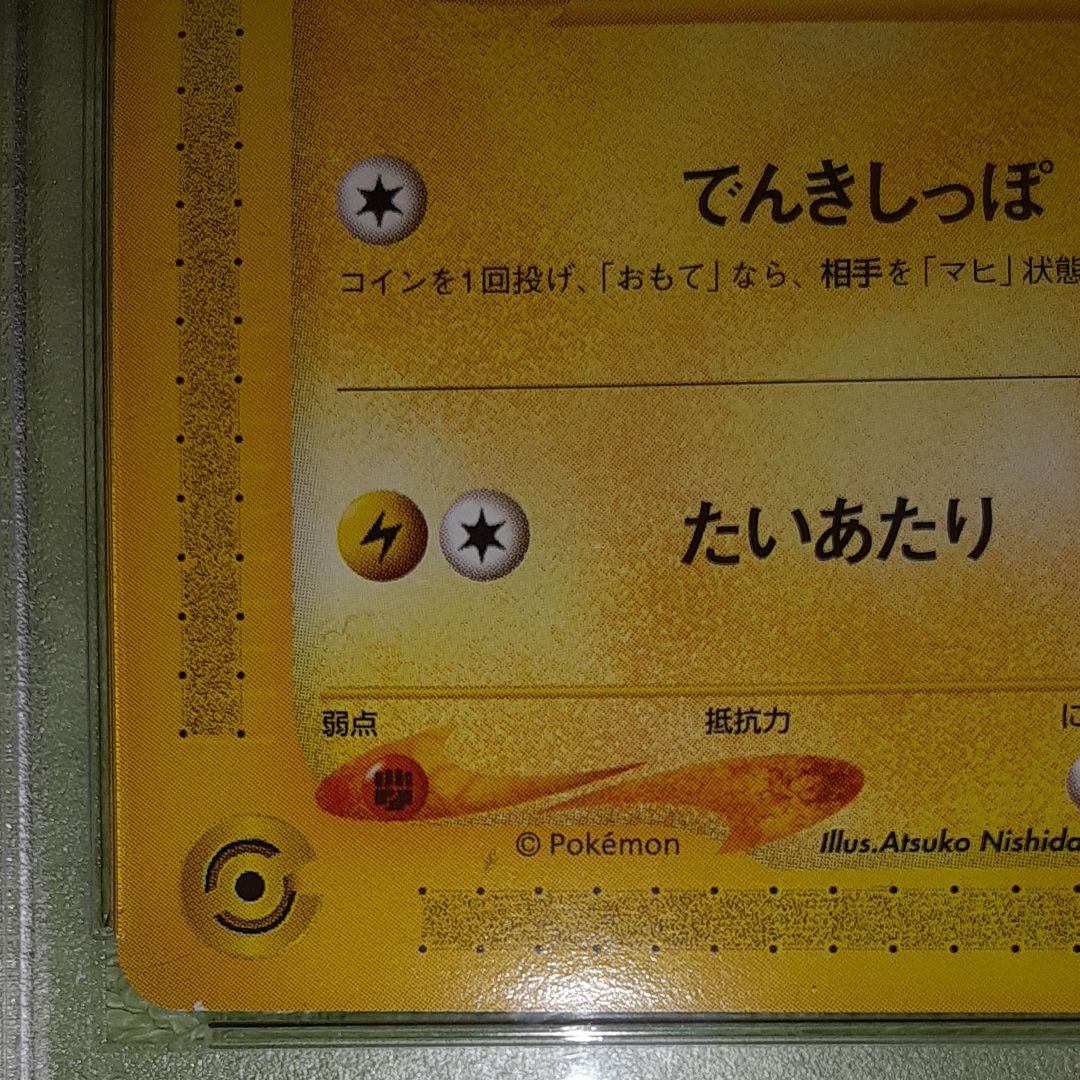 でんきしっぽ
コインを1回投げ、「おもて」なら、相手を「マヒ」状態
たいあたり
弱点 抵抗力 に
© Pokémon Illus.Atsuko Nishida